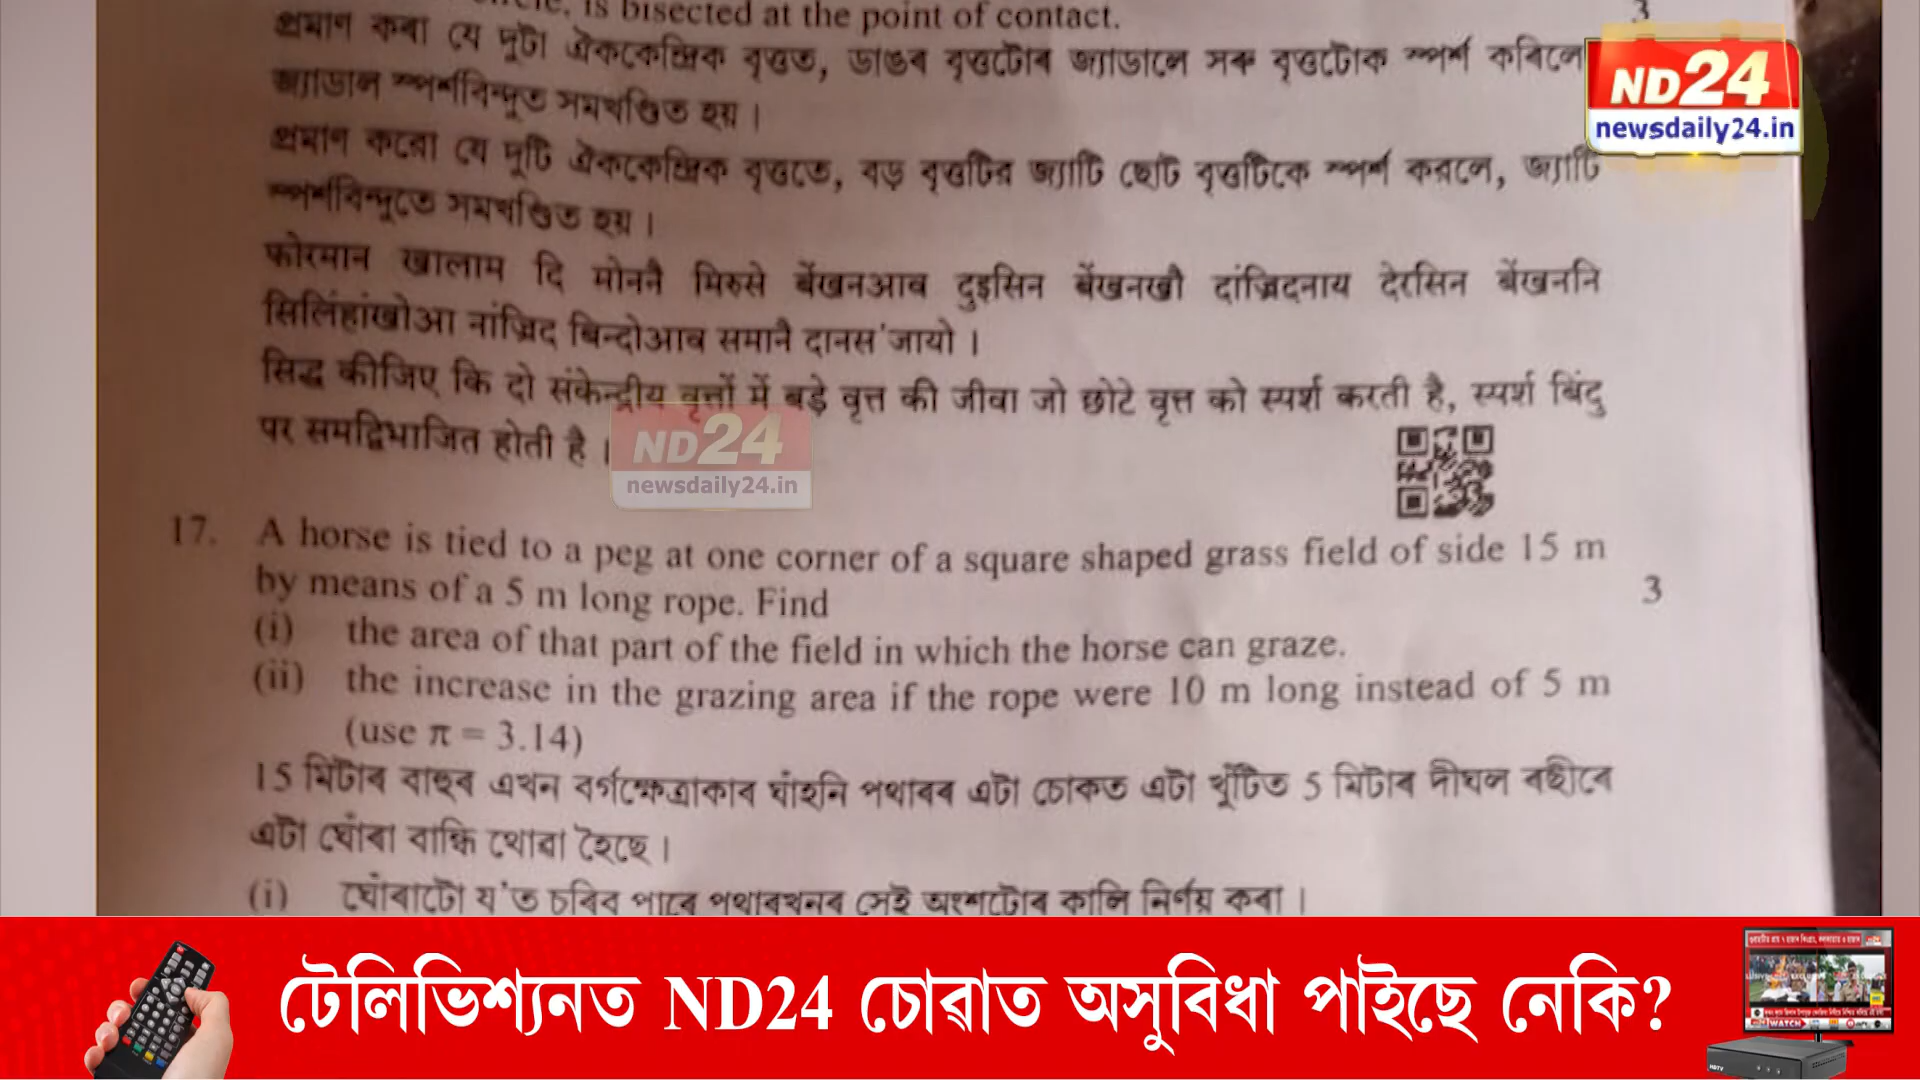 is bisected at the point of contact.
3
প্ৰমাণ কৰা যে দুটা ঐককেন্দ্ৰিক বৃত্তত, ডাঙৰ বৃত্তটোৰ জ্যাডালে সৰু বৃত্তটোক স্পৰ্শ কৰিলে
জ্যাডাল স্পৰ্শবিন্দুত সমখণ্ডিত হয়।
প্রমাণ করো যে দুটি ঐককেন্দ্রিক বৃত্ততে, বড় বৃত্তটির জ্যাটি ছোট বৃত্তটিকে স্পর্শ করলে, জ্যাটি
স্পর্শবিন্দুতে সমখণ্ডিত হয়।
फोरमान खालाम दि मोननै मिरुसे बेंखनआव दुइसिन बेंखनखौ दांज्रिदनाय देरसिन बेंखननि
सिलिंहांखोआ नांज्रिद बिन्दोआव समानै दानस'जायो।
सिद्ध कीजिए कि दो संकेन्द्रीय वृत्तों में बड़े वृत्त की जीवा जो छोटे वृत्त को स्पर्श करती है, स्पर्श बिंदु
पर समद्विभाजित होती है।
17. A horse is tied to a peg at one corner of a square shaped grass field of side 15 m
by means of a 5 m long rope. Find
3
(i) the area of that part of the field in which the horse can graze.
(ii) the increase in the grazing area if the rope were 10 m long instead of 5 m
(use π = 3.14)
15 মিটাৰ বাহুৰ এখন বৰ্গক্ষেত্ৰাকাৰ ঘাঁহনি পথাৰৰ এটা চোকত এটা খুঁটিত 5 মিটাৰ দীঘল ৰছীৰে
এটা ঘোঁৰা বান্ধি থোৱা হৈছে।
(i) ঘোঁৰাটো য'ত চৰিব পাৰে পথাৰখনৰ সেই অংশটোৰ কালি নিৰ্ণয় কৰা।
ND24
newsdaily24.in
ND24
newsdaily24.in
টেলিভিশ্যনত ND24 চোৱাত অসুবিধা পাইছে নেকি?
WATCH